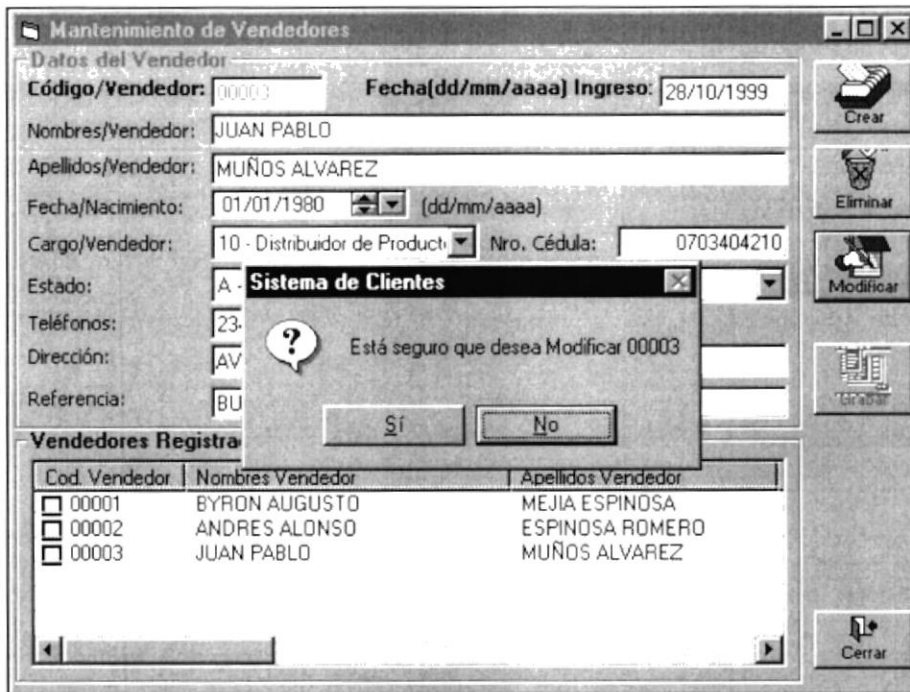 Mantenimiento de Vendedores
Datos del Vendedor
Código/Vendedor: 00003 Fecha(dd/mm/aaaa) Ingreso: 28/10/1999
Nombres/Vendedor: JUAN PABLO
Apellidos/Vendedor: MUÑOS ALVAREZ
Fecha/Nacimiento: 01/01/1980 (dd/mm/aaaa)
Cargo/Vendedor: 10 - Distribuidor de Product Nro. Cédula: 0703404210
Estado: A -
Teléfonos: 23
Dirección: AV
Referencia: BU
Sistema de Clientes
Está seguro que desea Modificar 00003
Sí No
Vendedores Registra
Cod. Vendedor Nombres Vendedor Apellidos Vendedor
00001 BYRON AUGUSTO MEJIA ESPINOSA
00002 ANDRES ALONSO ESPINOSA ROMERO
00003 JUAN PABLO MUÑOS ALVAREZ
Crear
Eliminar
Modificar
Grabar
Cerrar